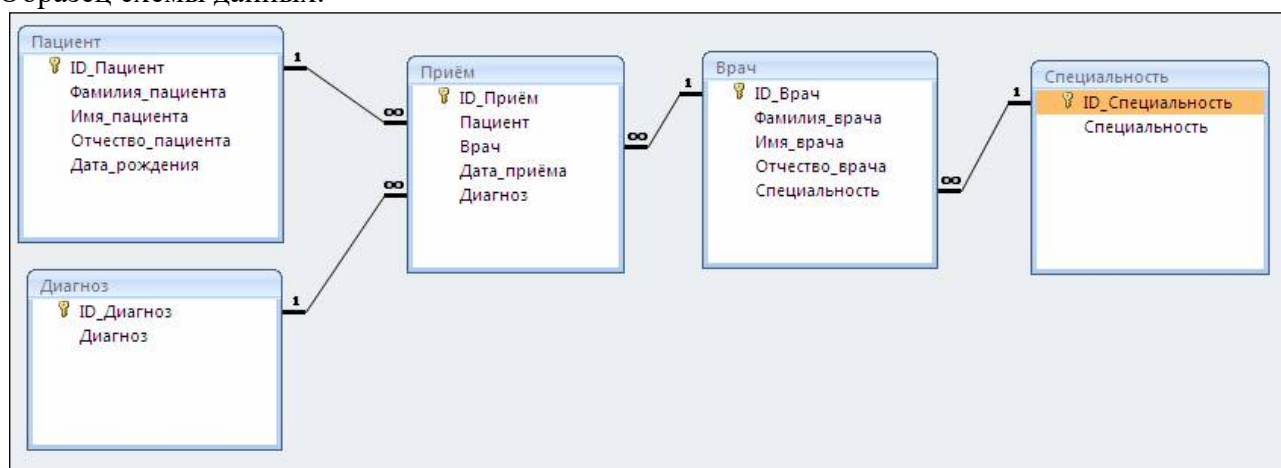 Образец схемы данных:
Пациент
ID_Пациент
Фамилия_пациента
Имя_пациента
Отчество_пациента
Дата_рождения
1
∞
Приём
ID_Приём
Пациент
Врач
Дата_приёма
Диагноз
∞
∞
1
Врач
ID_Врач
Фамилия_врача
Имя_врача
Отчество_врача
Специальность
∞
1
Специальность
ID_Специальность
Специальность
Диагноз
ID_Диагноз
Диагноз
1